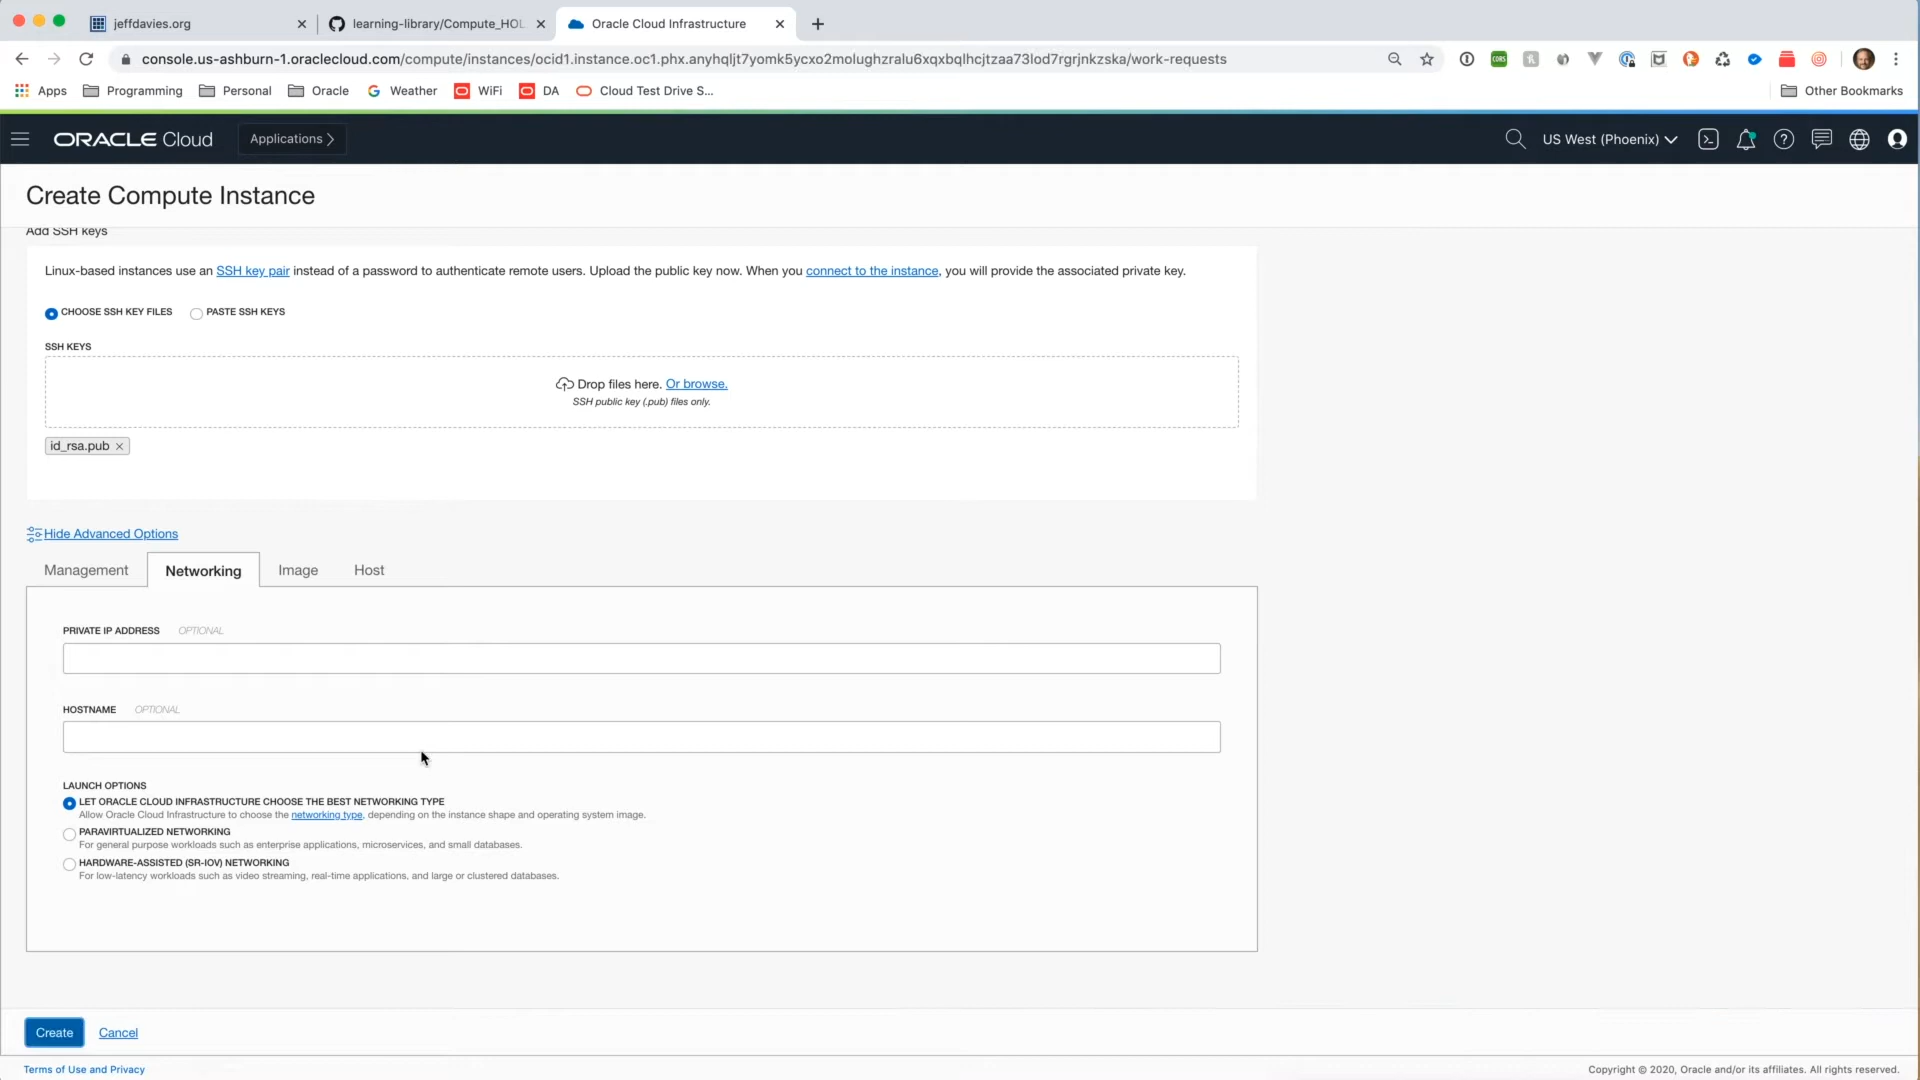 jeffdavies.org
learning-library/Compute_HOL
Oracle Cloud Infrastructure
console.us-ashburn-1.oraclecloud.com/compute/instances/ocid1.instance.oc1.phx.anyhqljt7yomk5ycxo2molughzralu6xqxbqlhcjtzaa73lod7rgrjnkzska/work-requests
Apps Programming Personal Oracle Weather WiFi DA Cloud Test Drive S... Other Bookmarks
ORACLE Cloud Applications US West (Phoenix)
Create Compute Instance
Add SSH keys
Linux-based instances use an SSH key pair instead of a password to authenticate remote users. Upload the public key now. When you connect to the instance, you will provide the associated private key.
CHOOSE SSH KEY FILES PASTE SSH KEYS
SSH KEYS
Drop files here. Or browse.
SSH public key (.pub) files only.
id_rsa.pub
Hide Advanced Options
Management Networking Image Host
PRIVATE IP ADDRESS OPTIONAL
HOSTNAME OPTIONAL
LAUNCH OPTIONS
LET ORACLE CLOUD INFRASTRUCTURE CHOOSE THE BEST NETWORKING TYPE
Allow Oracle Cloud Infrastructure to choose the networking type, depending on the instance shape and operating system image.
PARAVIRTUALIZED NETWORKING
For general purpose workloads such as enterprise applications, microservices, and small databases.
HARDWARE-ASSISTED (SR-IOV) NETWORKING
For low-latency workloads such as video streaming, real-time applications, and large or clustered databases.
Create Cancel
Terms of Use and Privacy
Copyright © 2020, Oracle and/or its affiliates. All rights reserved.